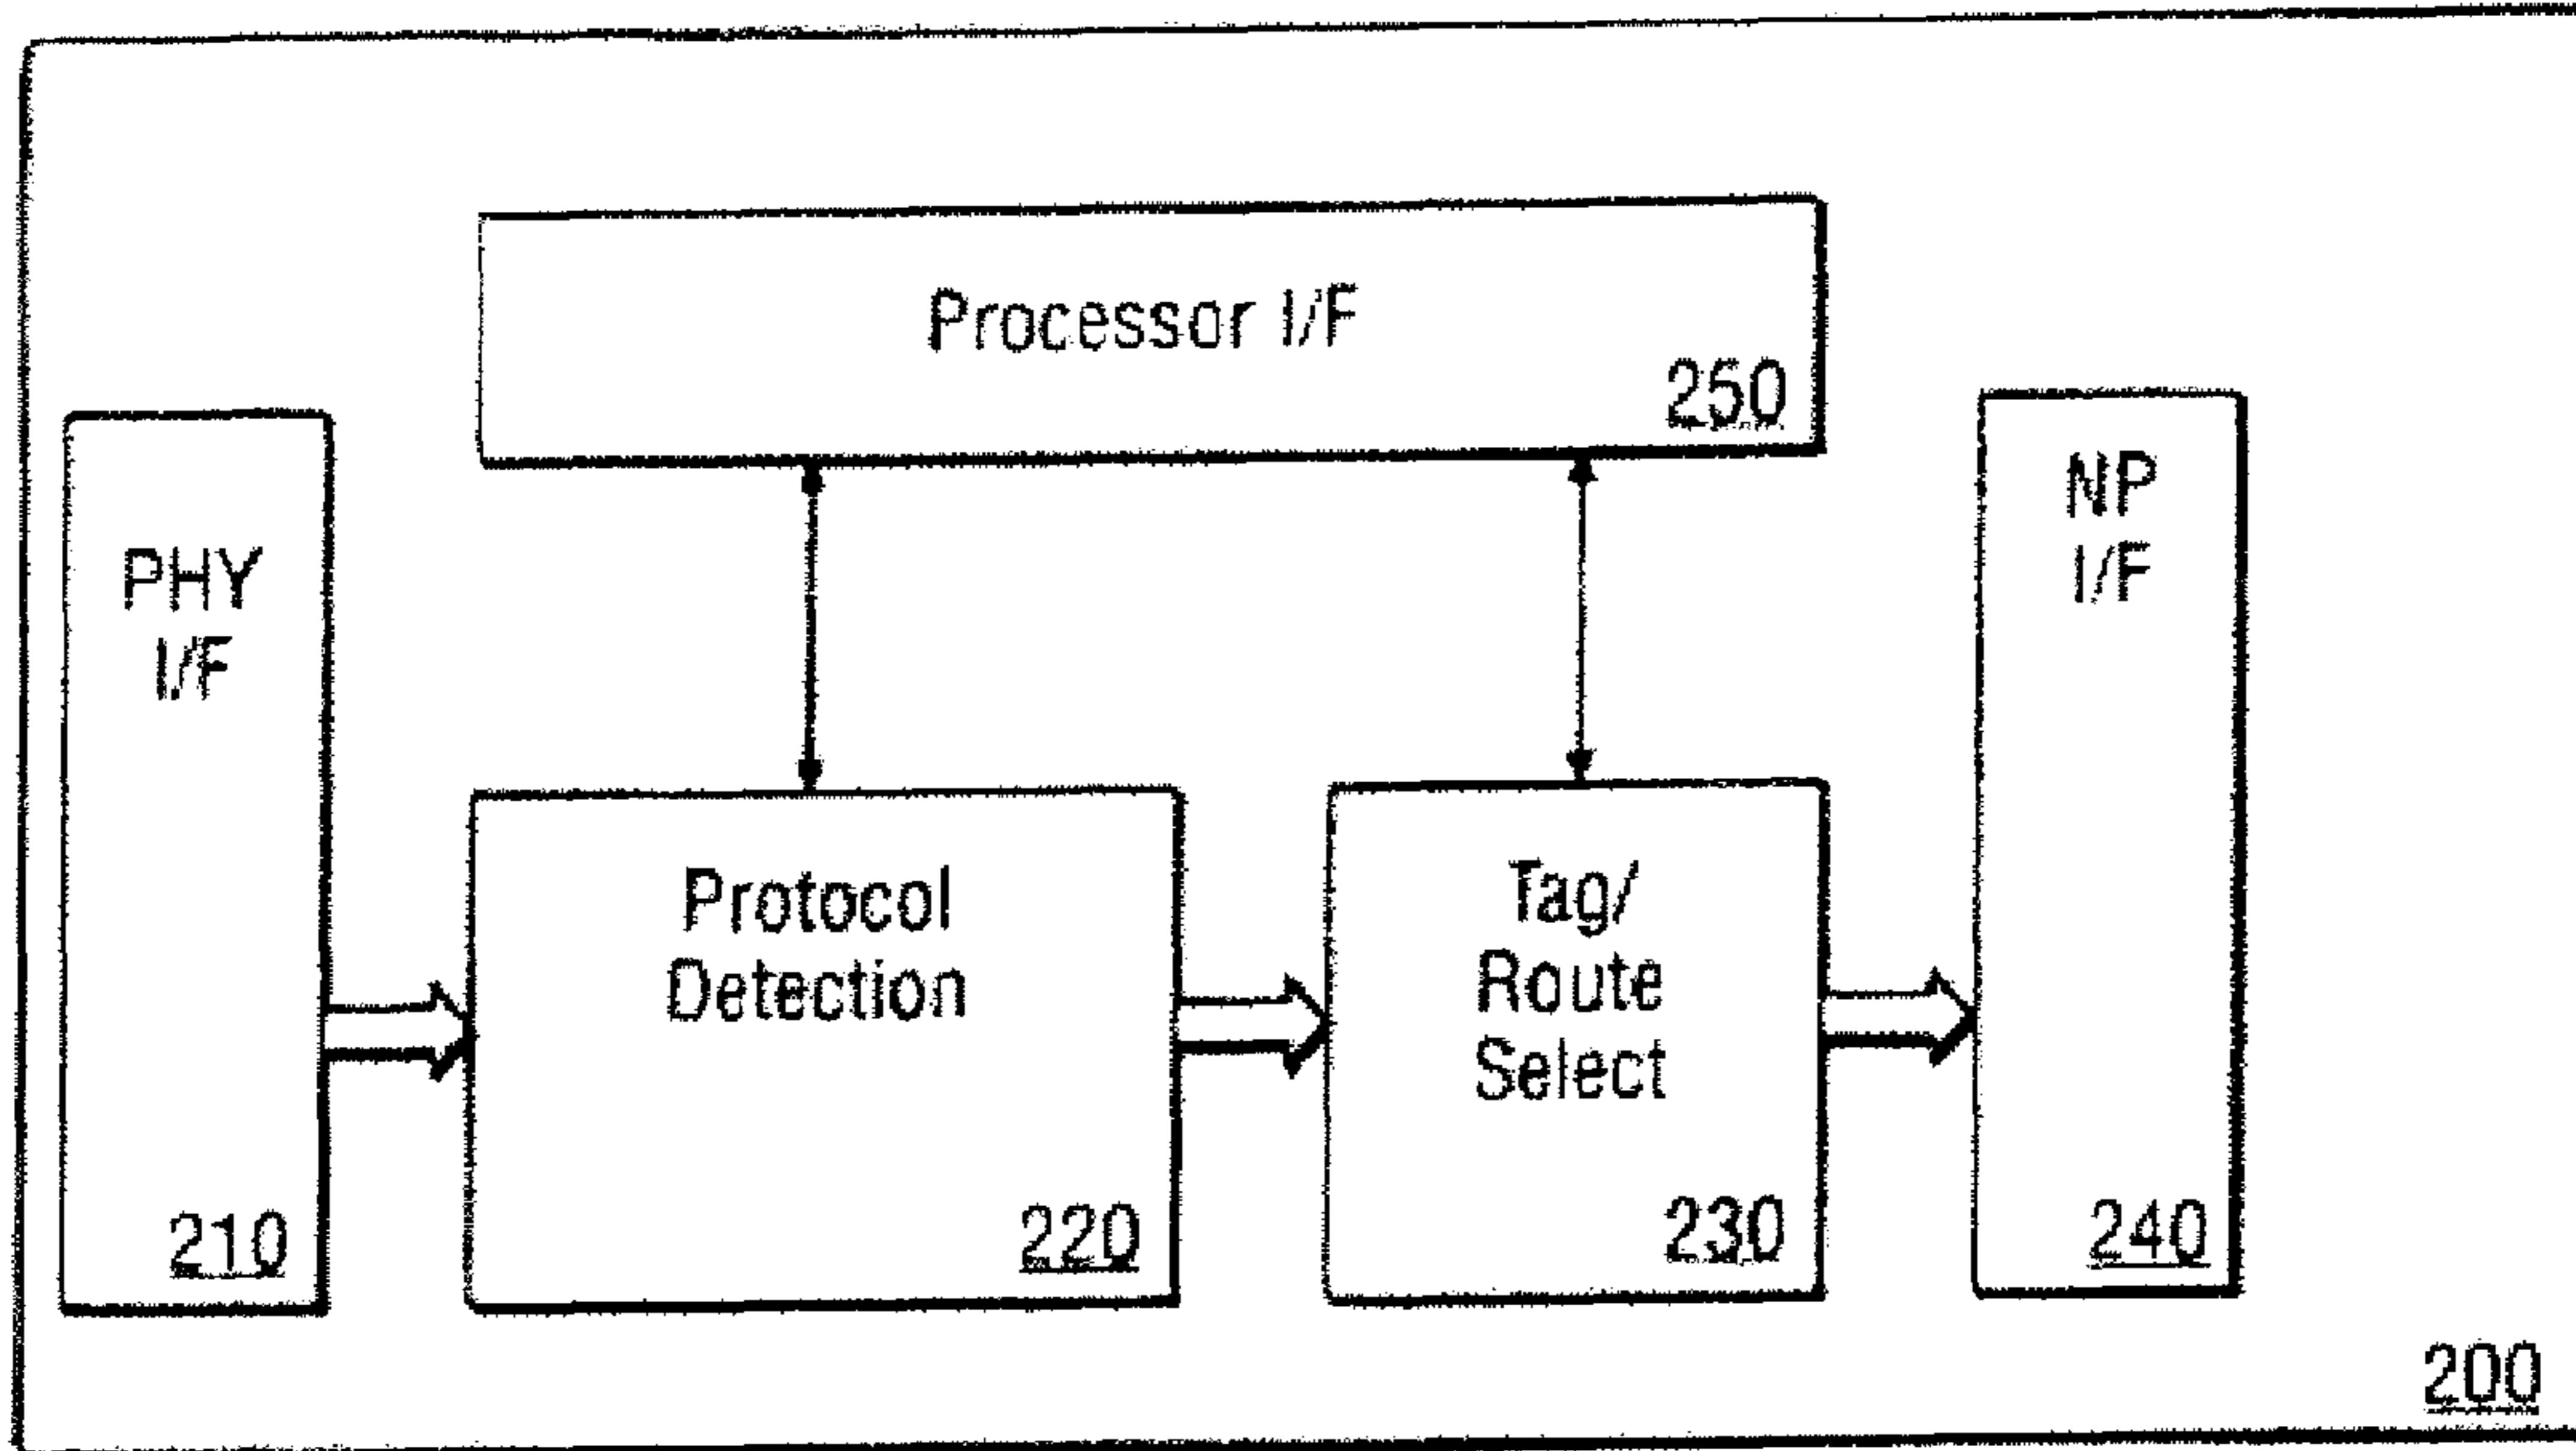 Processor I/F
250
PHY
I/F
210
Protocol
Detection
220
Tag/
Route
Select
230
NP
I/F
240
200